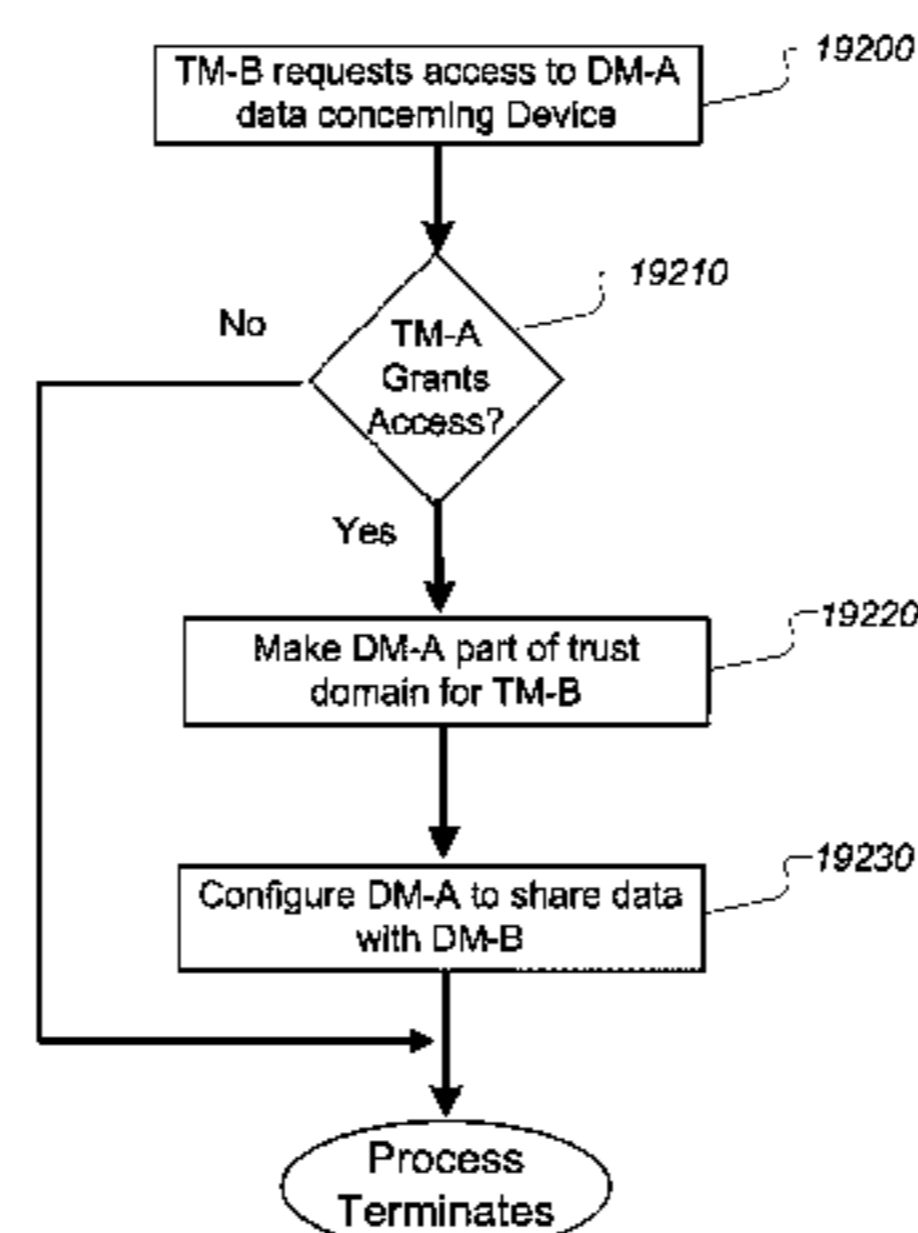 TM-B requests access to DM-A
data concerning Device
19200
19210
No
TM-A
Grants
Access?
Yes
Make DM-A part of trust
domain for TM-B
19220
Configure DM-A to share data
with DM-B
19230
Process
Terminates